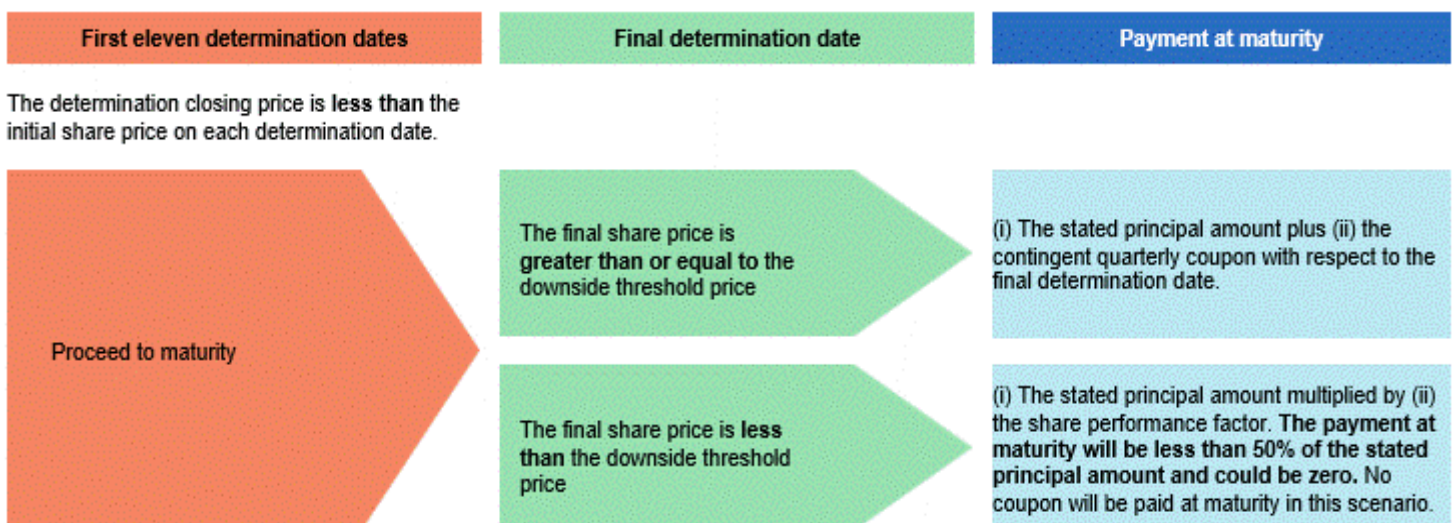 First eleven determination dates
Final determination date
Payment at maturity
The determination closing price is less than the
initial share price on each determination date.
Proceed to maturity
The final share price is
greater than or equal to the
downside threshold price
(i) The stated principal amount plus (ii) the
contingent quarterly coupon with respect to the
final determination date.
The final share price is less
than the downside threshold
price
(i) The stated principal amount multiplied by (ii)
the share performance factor. The payment at
maturity will be less than 50% of the stated
principal amount and could be zero. No
coupon will be paid at maturity in this scenario.